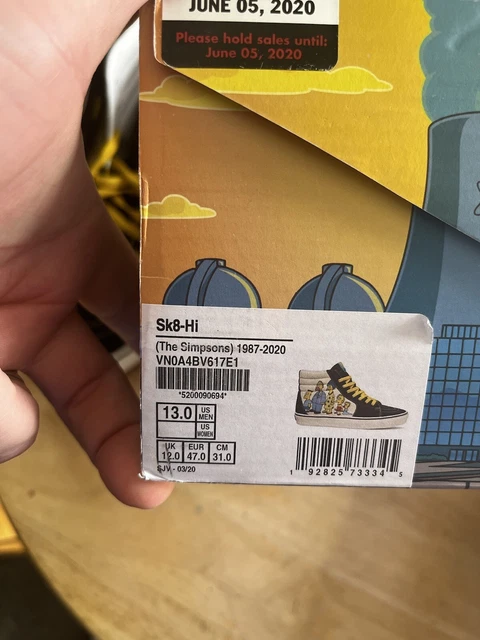 JUNE 05, 2020
Please hold sales until:
June 05, 2020
Sk8-Hi
(The Simpsons) 1987-2020
VN0A4BV617E1
*5200090694*
13.0 US MEN
US WOMEN
UK EUR CM
12.0 47.0 31.0
SJV - 03/20
1 92825 73334 5